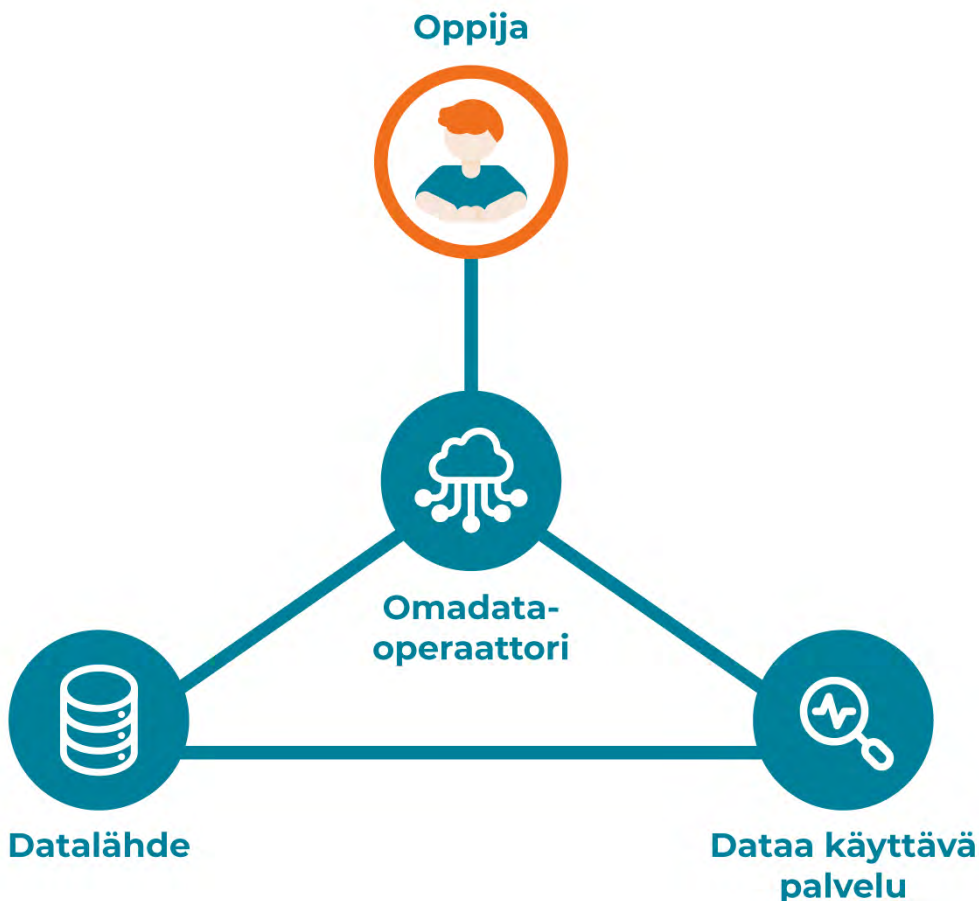 Oppija
Omadata-
operaattori
Datalähde
Dataa käyttävä
palvelu